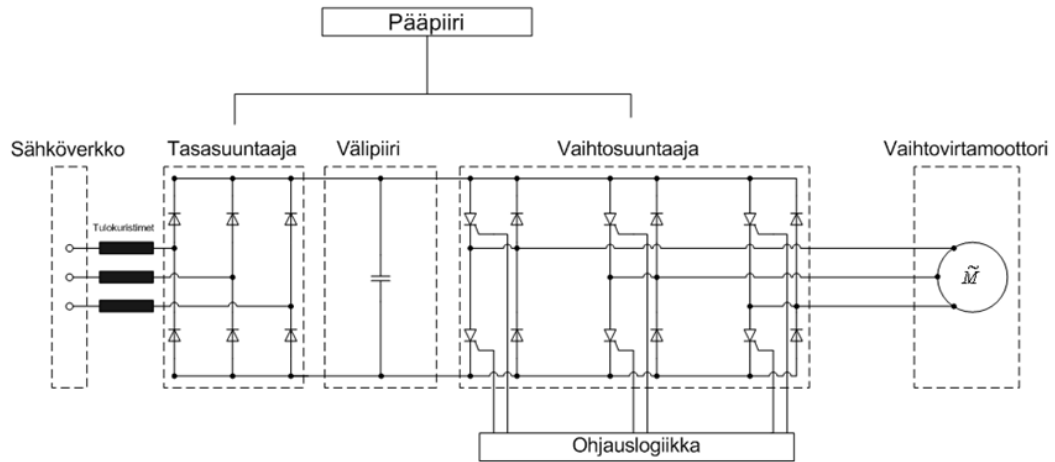 Pääpiiri
Sähköverkko
Tasasuuntaaja
Välipiiri
Vaihtosuuntaaja
Vaihtovirtamoottori
Tulokuristimet
M̃
Ohjauslogiikka